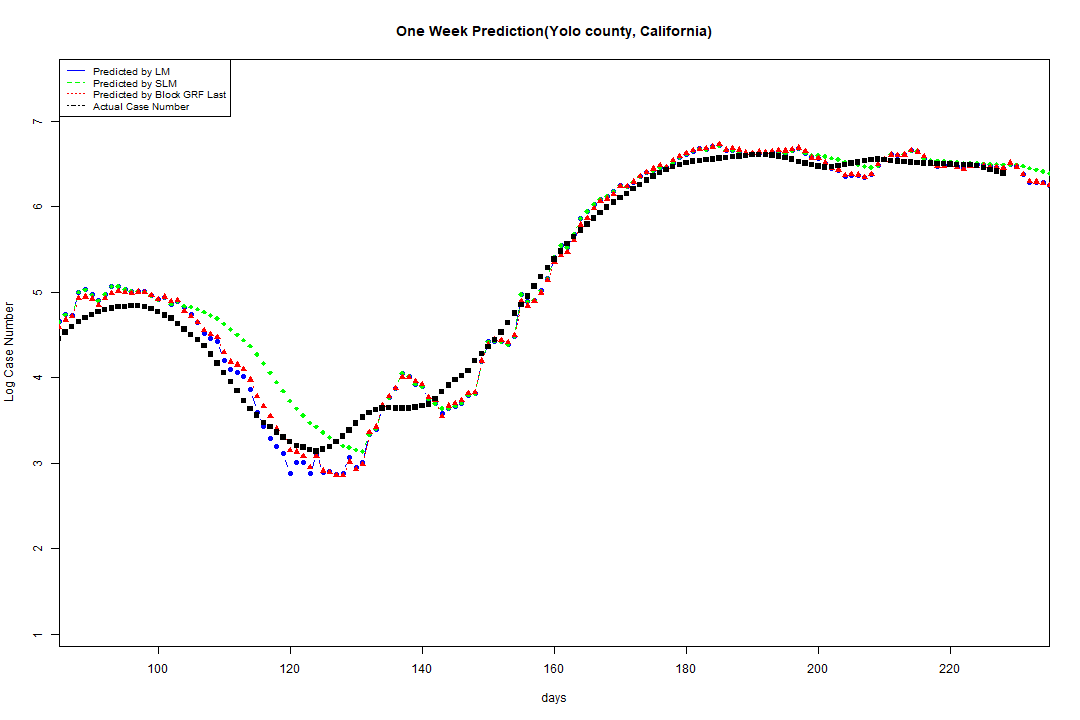 One Week Prediction(Yolo county, California)
Predicted by LM
Predicted by SLM
Predicted by Block GRF Last
Actual Case Number
7
6
5
4
3
2
1
Log Case Number
100 120 140 160 180 200 220
days